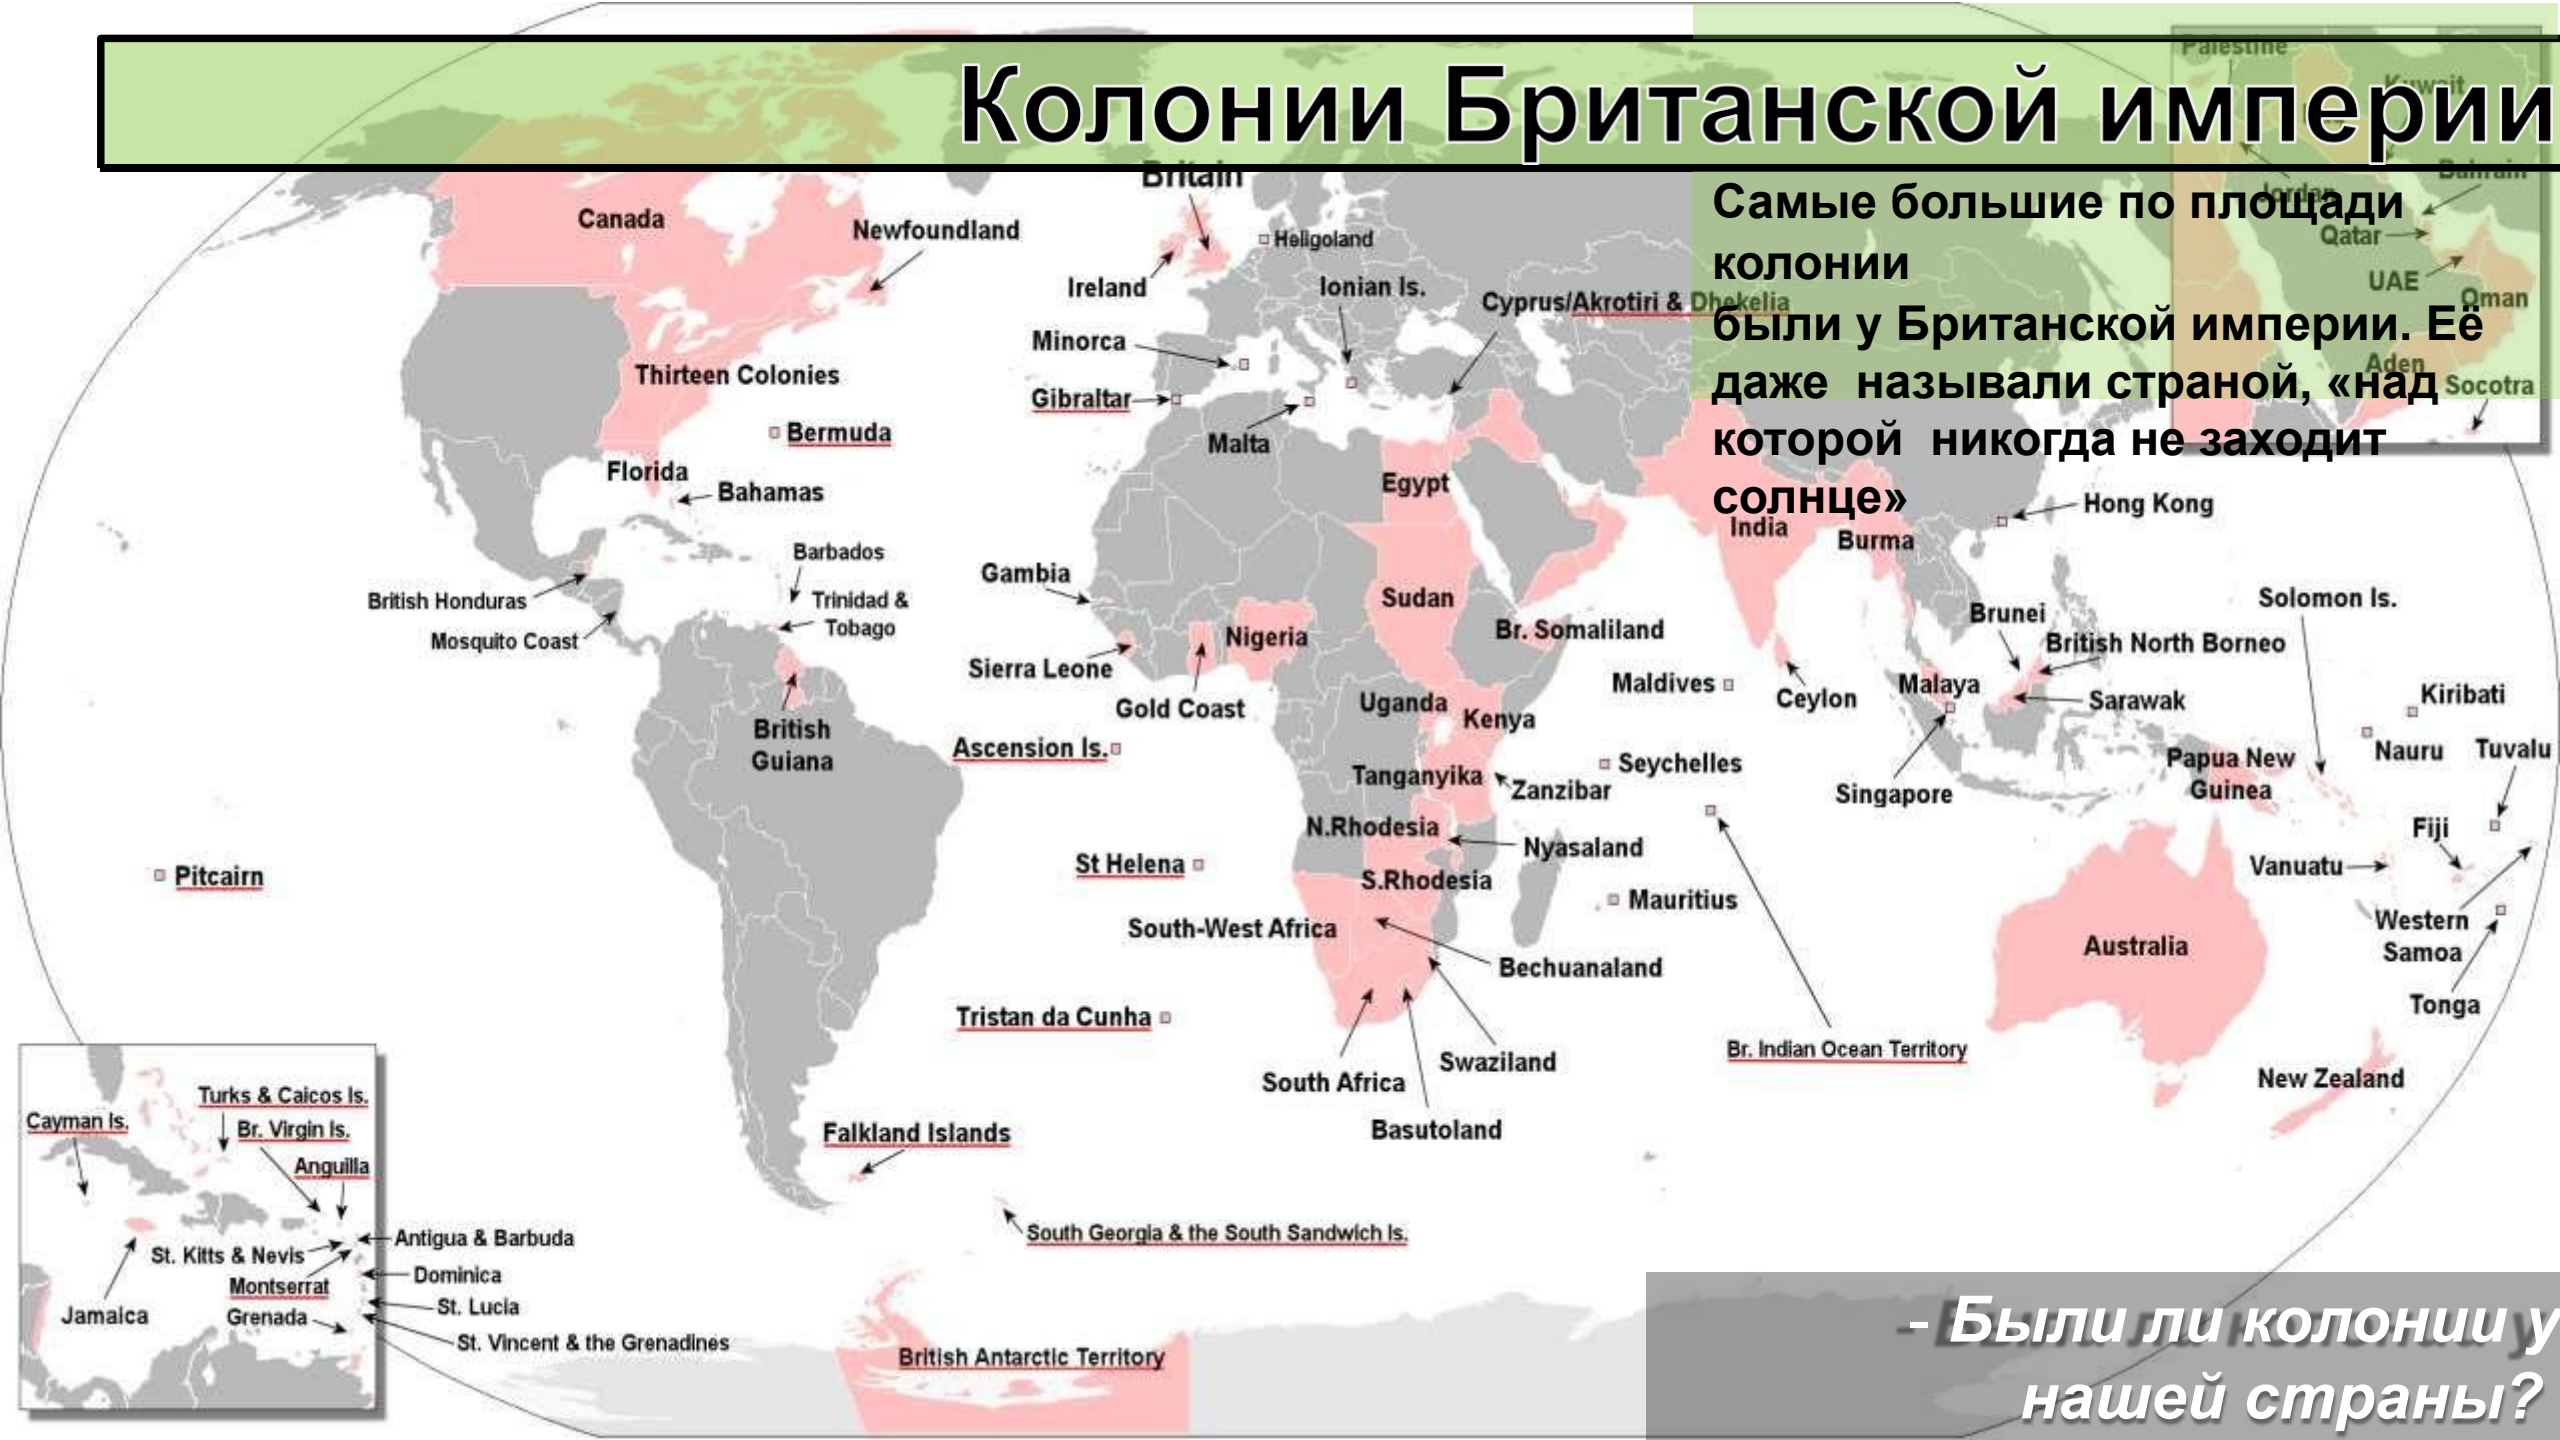 Колонии Британской империи
Самые большие по площади
колонии
были у Британской империи. Её
даже называли страной, «над
которой никогда не заходит
солнце»
Palestine
Kuwait
Bahrain
Jordan
Qatar
UAE
Oman
Aden
Socotra
Britain
Canada
Newfoundland
Heligoland
Ireland
Ionian Is.
Cyprus/Akrotiri & Dhekelia
Minorca
Thirteen Colonies
Gibraltar
Bermuda
Malta
Florida
Bahamas
Egypt
Hong Kong
India
Burma
Barbados
Gambia
British Honduras
Trinidad &
Tobago
Mosquito Coast
Sudan
Solomon Is.
Brunei
Nigeria
Br. Somaliland
British North Borneo
Sierra Leone
Maldives
Ceylon
Malaya
Sarawak
Kiribati
Gold Coast
Uganda
Kenya
British
Guiana
Ascension Is.
Nauru
Tuvalu
Seychelles
Papua New
Guinea
Tanganyika
Zanzibar
Singapore
N.Rhodesia
Nyasaland
Fiji
Pitcairn
St Helena
S.Rhodesia
Vanuatu
Mauritius
South-West Africa
Western
Samoa
Australia
Bechuanaland
Tonga
Tristan da Cunha
Br. Indian Ocean Territory
Swaziland
South Africa
New Zealand
Basutoland
Turks & Caicos Is.
Cayman Is.
Br. Virgin Is.
Anguilla
Falkland Islands
Antigua & Barbuda
South Georgia & the South Sandwich Is.
St. Kitts & Nevis
Dominica
Montserrat
St. Lucia
Jamaica
Grenada
St. Vincent & the Grenadines
British Antarctic Territory
- Были ли колонии у
нашей страны?